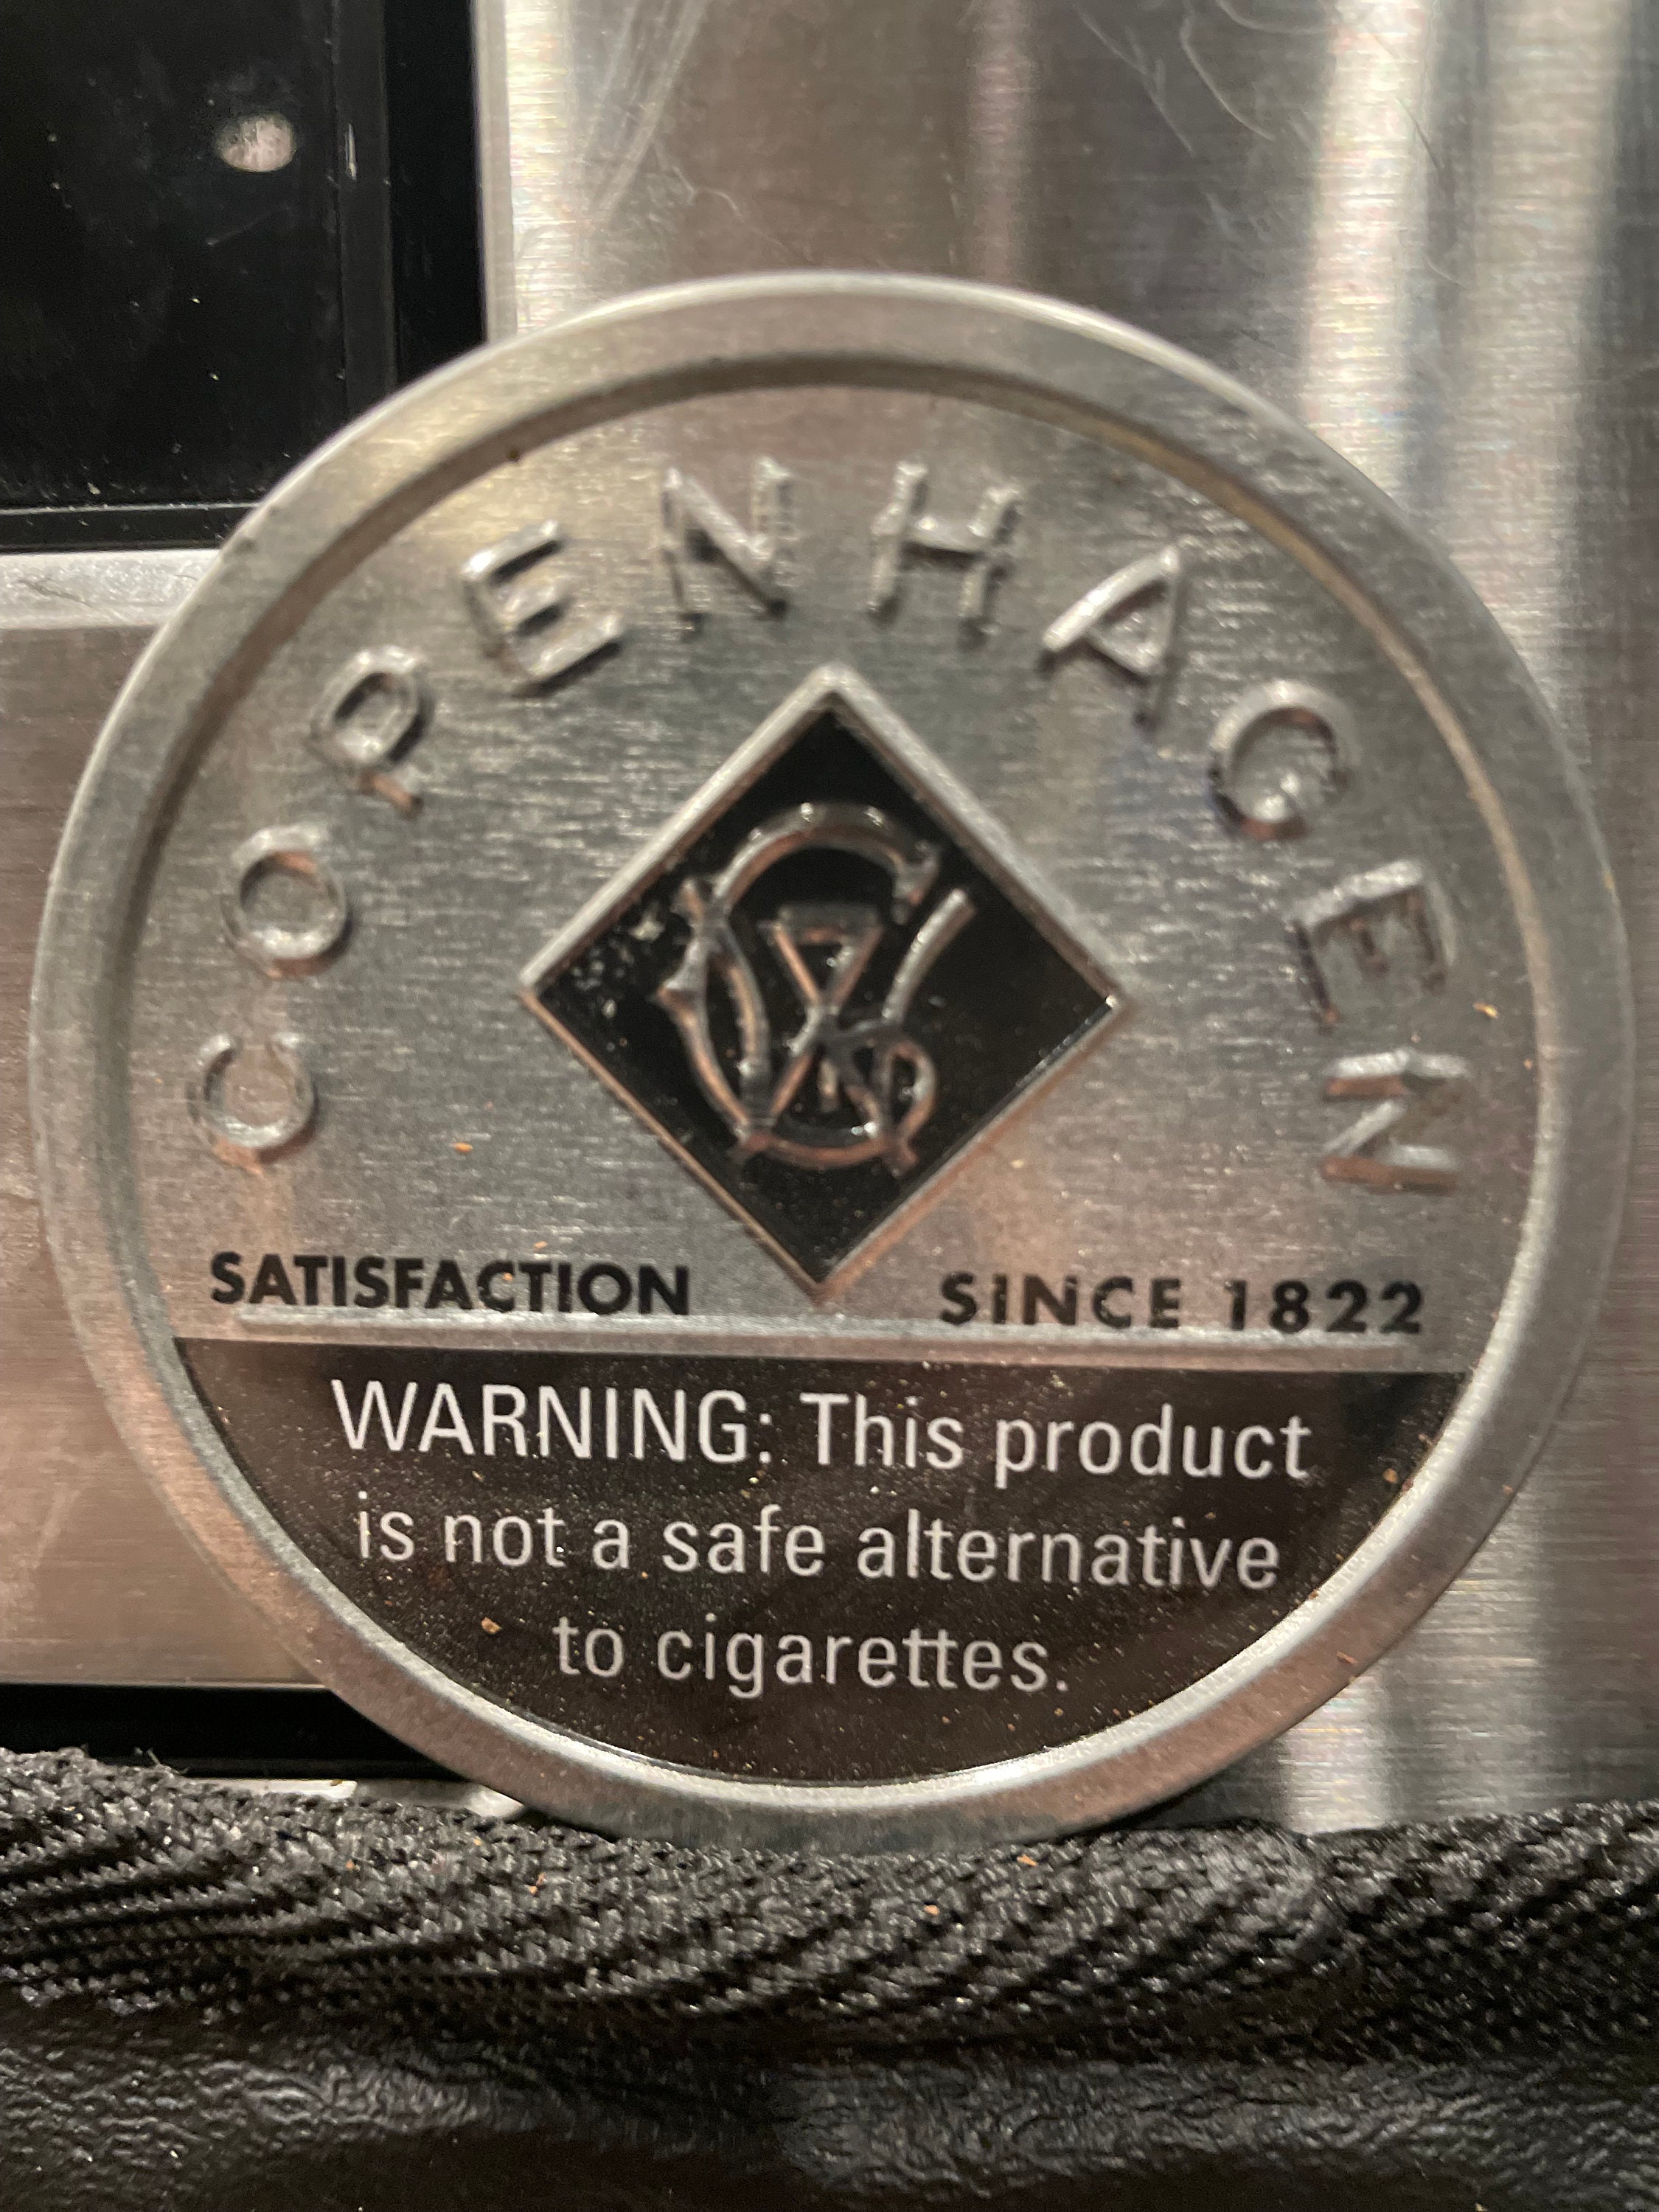 COPENHAGEN
SATISFACTION SINCE 1822
WARNING: This product
is not a safe alternative
to cigarettes.